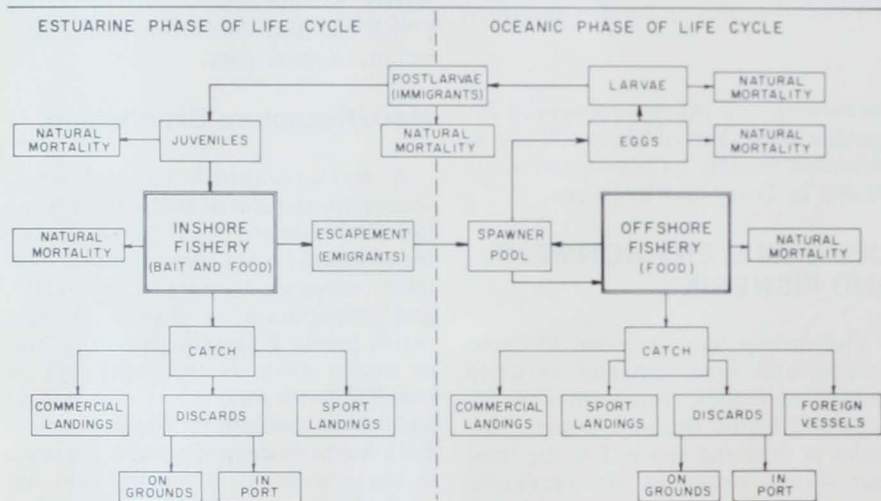 ESTUARINE PHASE OF LIFE CYCLE
OCEANIC PHASE OF LIFE CYCLE
POSTLARVAE
(IMMIGRANTS)
LARVAE
NATURAL
MORTALITY
NATURAL
MORTALITY
JUVENILES
NATURAL
MORTALITY
EGGS
NATURAL
MORTALITY
NATURAL
MORTALITY
INSHORE
FISHERY
(BAIT AND FOOD)
ESCAPEMENT
(EMIGRANTS)
SPAWNER
POOL
OFFSHORE
FISHERY
(FOOD)
NATURAL
MORTALITY
CATCH
CATCH
COMMERCIAL
LANDINGS
DISCARDS
SPORT
LANDINGS
COMMERCIAL
LANDINGS
SPORT
LANDINGS
DISCARDS
FOREIGN
VESSELS
ON
GROUNDS
IN
PORT
ON
GROUNDS
IN
PORT